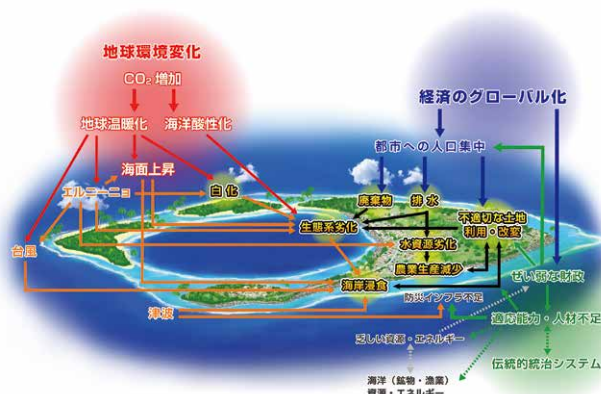 地球環境変化
CO₂ 増加
地球温暖化
海洋酸性化
経済のグローバル化
都市への人口集中
海面上昇
エルニーニョ
白化
廃棄物
排水
生態系劣化
不適切な土地
利用・改変
台風
水資源劣化
農業生産減少
ぜい弱な財政
海岸浸食
防災インフラ不足
津波
適応能力・人材不足
乏しい資源・エネルギー
伝統的統治システム
海洋（鉱物・漁業）
資源・エネルギー